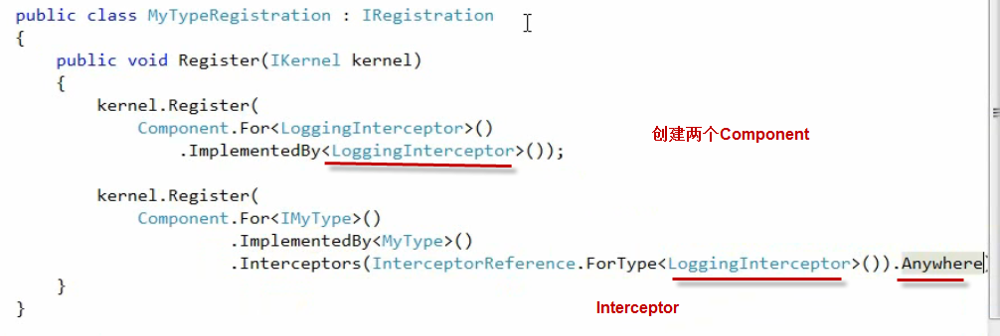 public class MyTypeRegistration : IRegistration
{
    public void Register(IKernel kernel)
    {
        kernel.Register(
            Component.For<LoggingInterceptor>()
                .ImplementedBy<LoggingInterceptor>());
创建两个Component
        kernel.Register(
            Component.For<IMyType>()
                     .ImplementedBy<MyType>()
                     .Interceptors(InterceptorReference.ForType<LoggingInterceptor>()).Anywhere)
    }
Interceptor
}